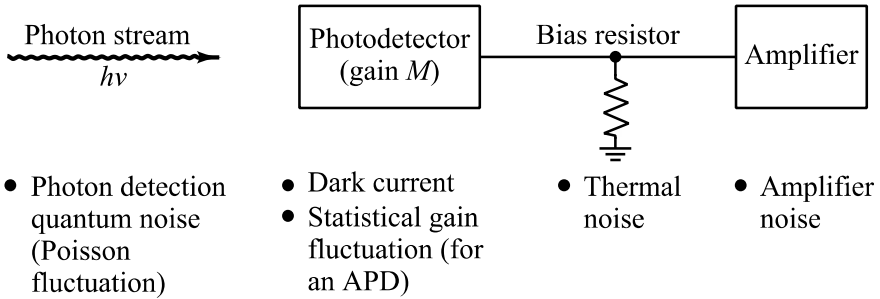 Photon stream
hν
Photodetector
(gain M)
Bias resistor
Amplifier
• Photon detection
quantum noise
(Poisson
fluctuation)
• Dark current
• Statistical gain
fluctuation (for
an APD)
• Thermal
noise
• Amplifier
noise